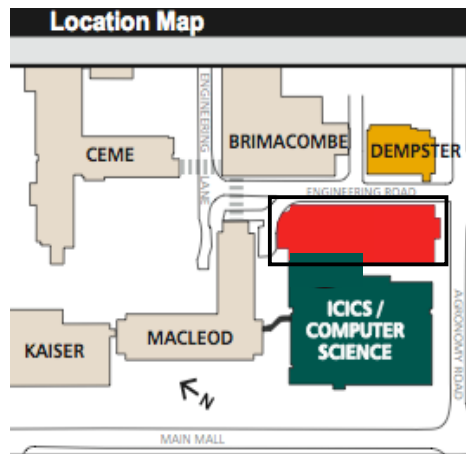 Location Map
ENGINEERING
LANE
CEME
BRIMACOMBE
DEMPSTER
ENGINEERING ROAD
ICICS /
COMPUTER
SCIENCE
AGRONOMY ROAD
MACLEOD
KAISER
N
MAIN MALL